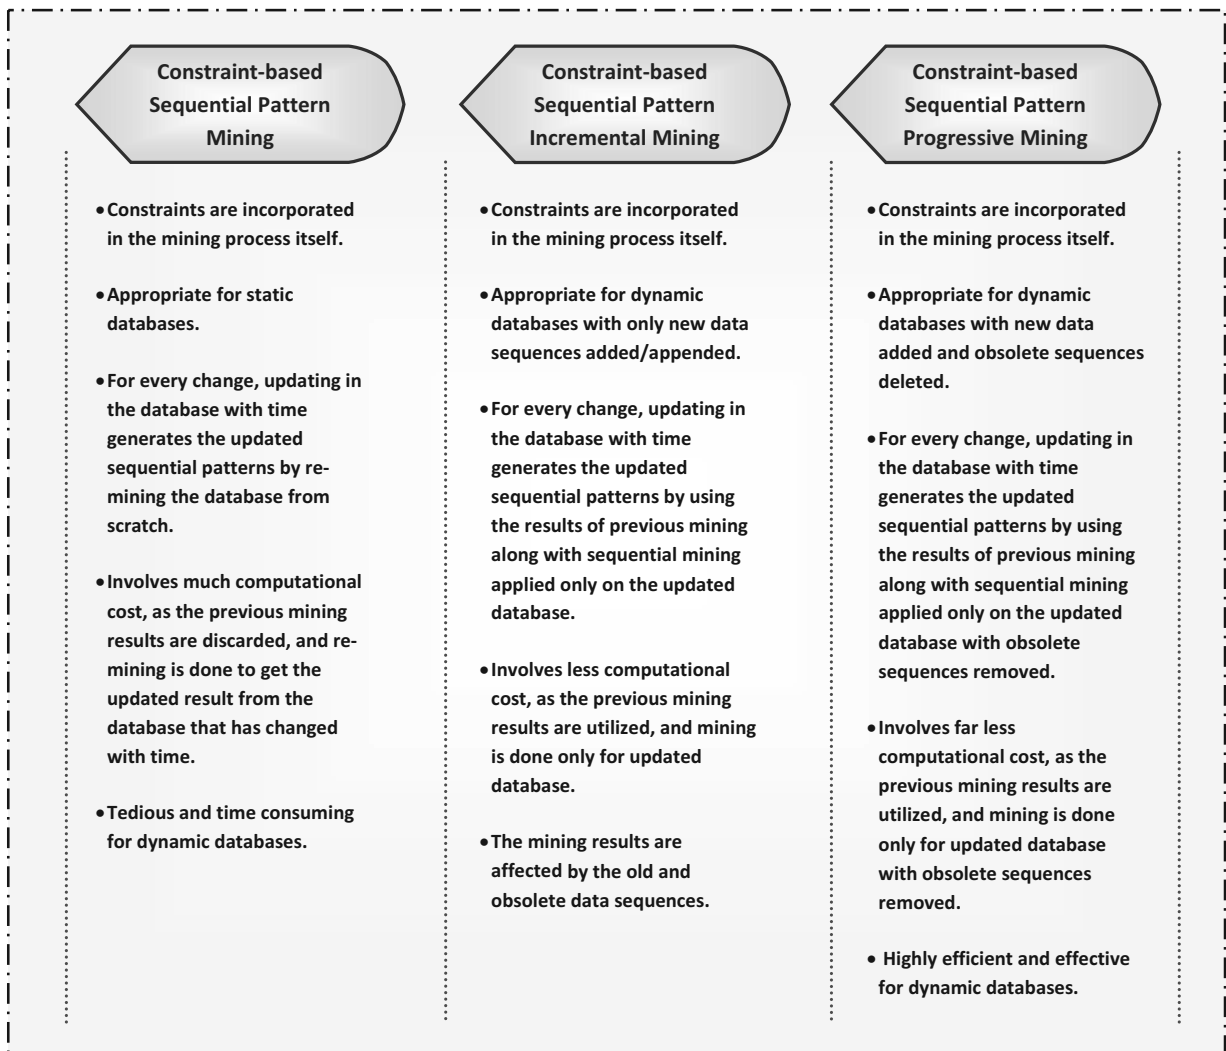 Constraint-based
Sequential Pattern
Mining
• Constraints are incorporated
in the mining process itself.
• Appropriate for static
databases.
• For every change, updating in
the database with time
generates the updated
sequential patterns by re-
mining the database from
scratch.
• Involves much computational
cost, as the previous mining
results are discarded, and re-
mining is done to get the
updated result from the
database that has changed
with time.
• Tedious and time consuming
for dynamic databases.
Constraint-based
Sequential Pattern
Incremental Mining
• Constraints are incorporated
in the mining process itself.
• Appropriate for dynamic
databases with only new data
sequences added/appended.
• For every change, updating in
the database with time
generates the updated
sequential patterns by using
the results of previous mining
along with sequential mining
applied only on the updated
database.
• Involves less computational
cost, as the previous mining
results are utilized, and mining
is done only for updated
database.
• The mining results are
affected by the old and
obsolete data sequences.
Constraint-based
Sequential Pattern
Progressive Mining
• Constraints are incorporated
in the mining process itself.
• Appropriate for dynamic
databases with new data
added and obsolete sequences
deleted.
• For every change, updating in
the database with time
generates the updated
sequential patterns by using
the results of previous mining
along with sequential mining
applied only on the updated
database with obsolete
sequences removed.
• Involves far less
computational cost, as the
previous mining results are
utilized, and mining is done
only for updated database
with obsolete sequences
removed.
• Highly efficient and effective
for dynamic databases.